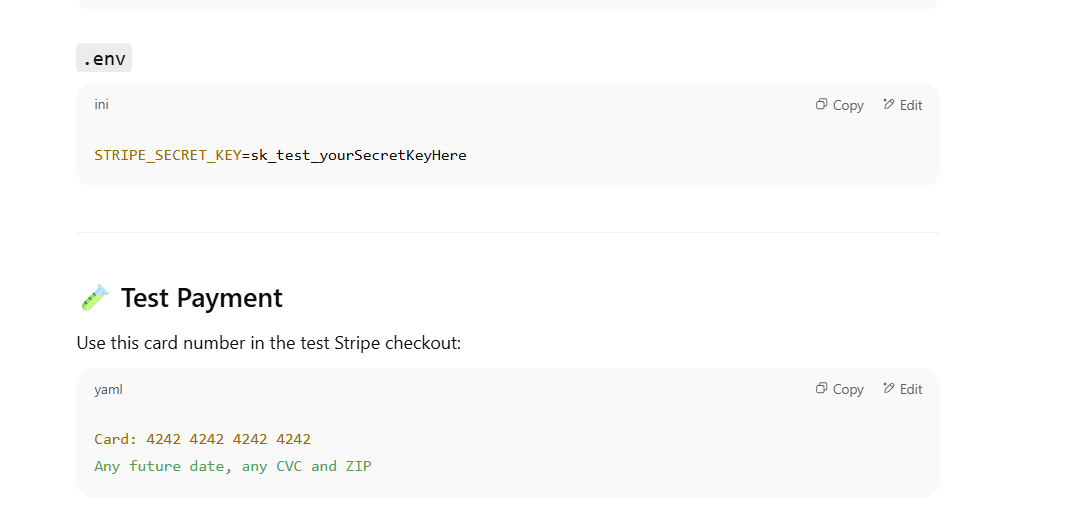 .env
ini
Copy
Edit
STRIPE_SECRET_KEY=sk_test_yourSecretKeyHere
Test Payment
Use this card number in the test Stripe checkout:
yaml
Copy
Edit
Card: 4242 4242 4242 4242
Any future date, any CVC and ZIP